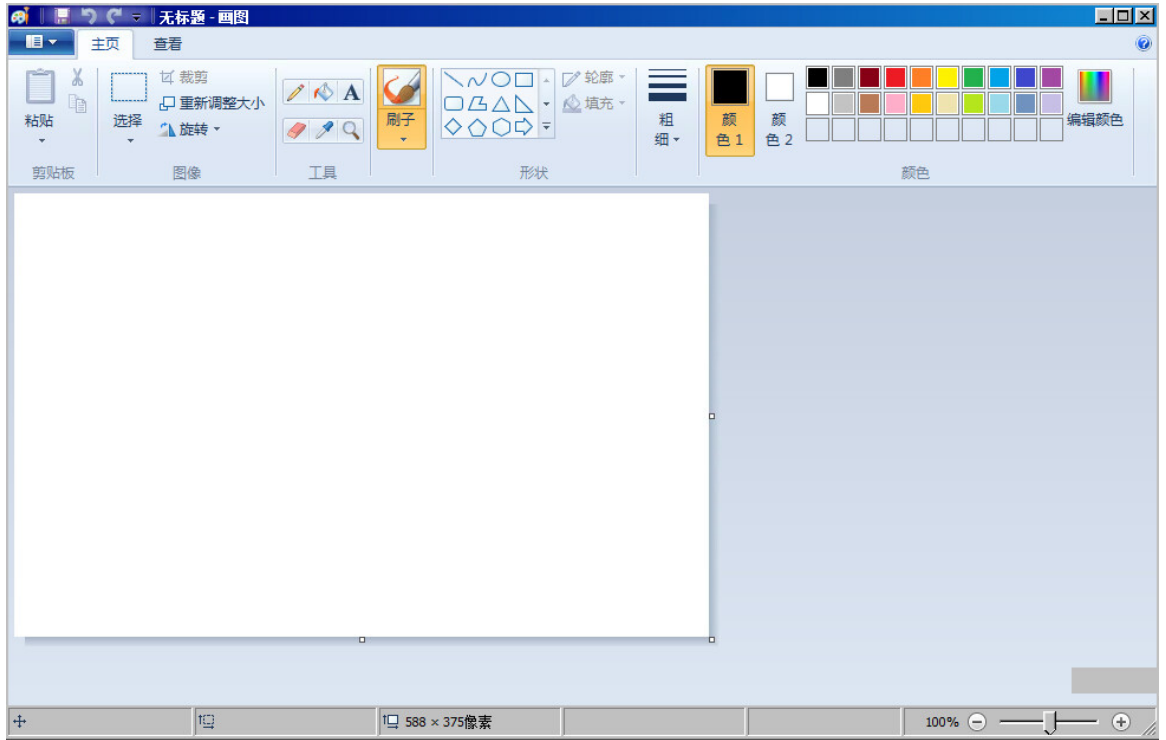 无标题 - 画图
主页 查看
粘贴
剪贴板
选择
裁剪
重新调整大小
旋转
图像
A
工具
刷子
轮廓
填充
形状
粗
细
颜
色 1
颜
色 2
编辑颜色
颜色
588 × 375像素
100%